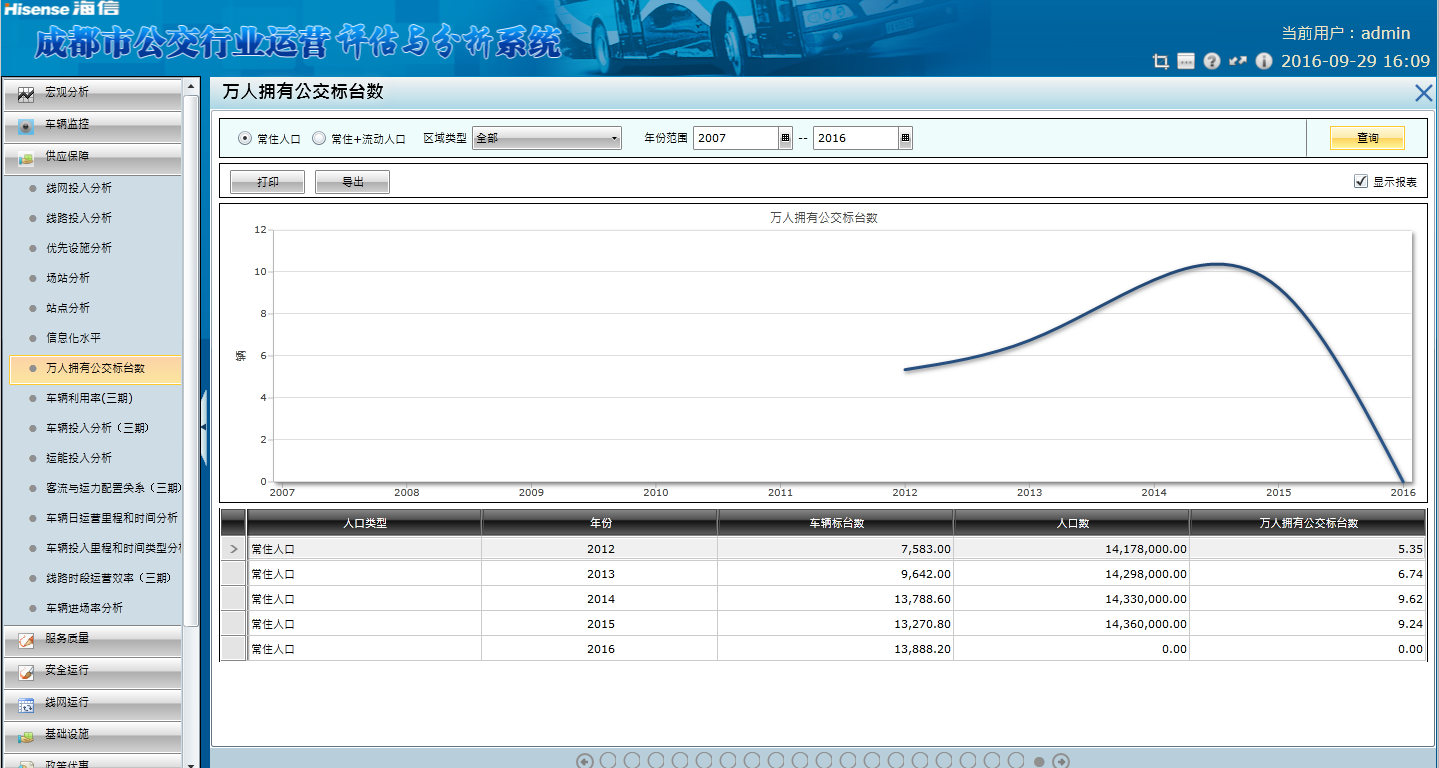 Hisense 海信
成都市公交行业运营评估与分析系统
当前用户：admin
2016-09-29 16:09
宏观分析
车辆监控
供应保障
线网投入分析
线路投入分析
优先设施分析
场站分析
站点分析
信息化水平
万人拥有公交标台数
车辆利用率(三期)
车辆投入分析（三期）
运能投入分析
客流与运力配置关系（三期）
车辆日运营里程和时间分析
车辆投入里程和时间类型分析
线路时段运营效率（三期）
车辆进场率分析
服务质量
安全运行
线网运行
基础设施
政策优惠
万人拥有公交标台数
常住人口 常住+流动人口 区域类型 全部 年份范围 2007 -- 2016 查询
打印 导出 显示报表
万人拥有公交标台数
12
10
8
辆
6
4
2
0
2007 2008 2009 2010 2011 2012 2013 2014 2015 2016
人口类型 年份 车辆标台数 人口数 万人拥有公交标台数
常住人口 2012 7,583.00 14,178,000.00 5.35
常住人口 2013 9,642.00 14,298,000.00 6.74
常住人口 2014 13,788.60 14,330,000.00 9.62
常住人口 2015 13,270.80 14,360,000.00 9.24
常住人口 2016 13,888.20 0.00 0.00